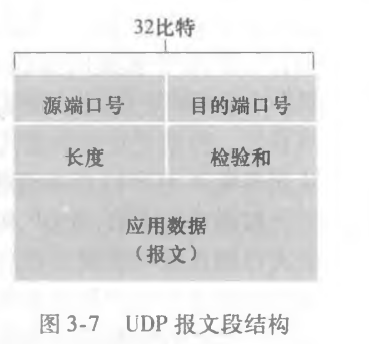 32比特
源端口号 目的端口号
长度 检验和
应用数据
（报文）
图 3-7 UDP 报文段结构